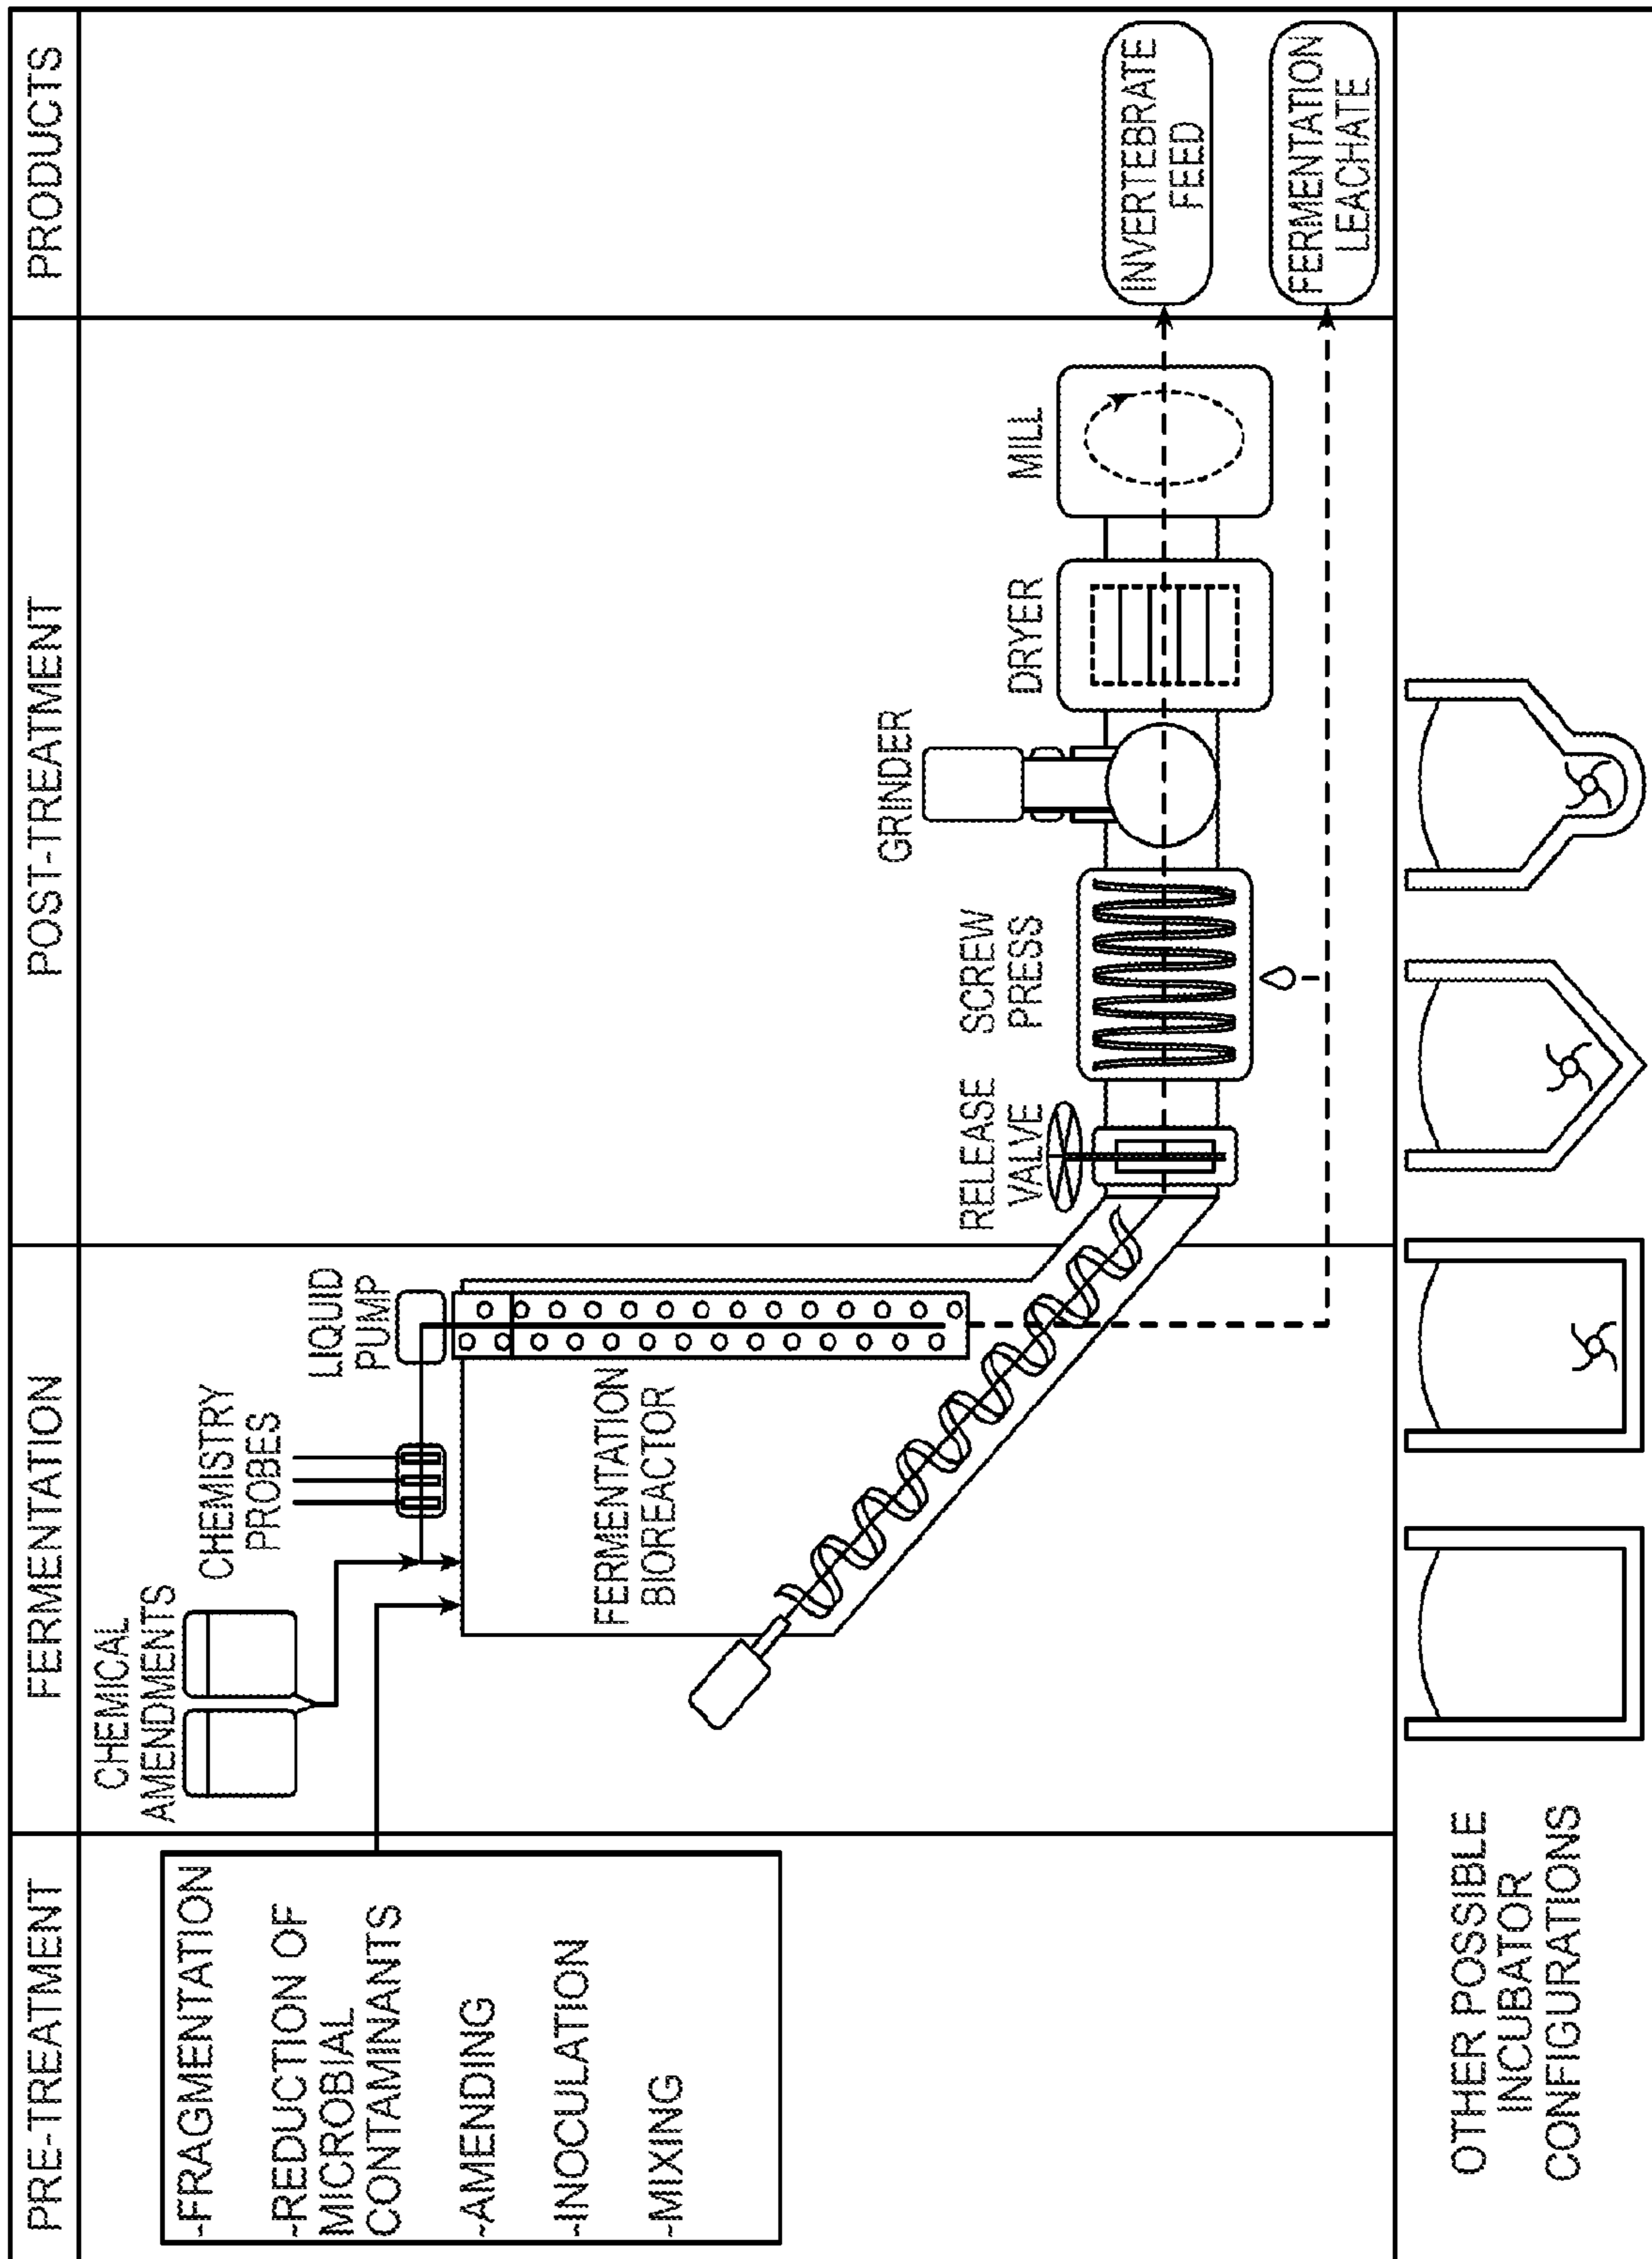 PRE-TREATMENT
FERMENTATION
POST-TREATMENT
PRODUCTS
-FRAGMENTATION
-REDUCTION OF
MICROBIAL
CONTAMINANTS
-AMENDING
-INOCULATION
-MIXING
CHEMICAL
AMENDMENTS
CHEMISTRY
PROBES
LIQUID
PUMP
FERMENTATION
BIOREACTOR
RELEASE
VALVE
SCREW
PRESS
GRINDER
DRYER
MILL
INVERTEBRATE
FEED
FERMENTATION
LEACHATE
OTHER POSSIBLE
INCUBATOR
CONFIGURATIONS